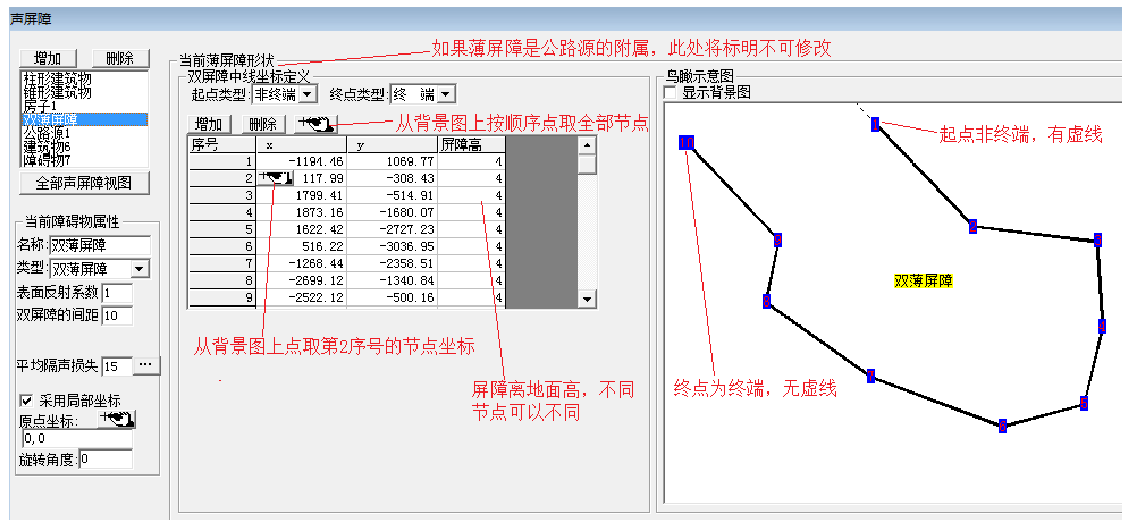 声屏障
增加 删除
柱形建筑物
锥形建筑物
房子1
双薄屏障
公路源1
建筑物6
障碍物7
全部声屏障视图
当前障碍物属性
名称: 双薄屏障
类型: 双薄屏障
表面反射系数 1
双屏障的间距 10
平均隔声损失 15 ...
采用局部坐标
原点坐标:
0,0
旋转角度: 0
当前薄屏障形状
如果薄屏障是公路源的附属，此处将标明不可修改
双屏障中线坐标定义
起点类型: 非终端 终点类型: 终 端
增加 删除
从背景图上按顺序点取全部节点
序号 x y 屏障高
1 -1194.46 1069.77 4
2 117.99 -308.43 4
3 1799.41 -514.91 4
4 1873.16 -1680.07 4
5 1622.42 -2727.23 4
6 516.22 -3036.95 4
7 -1268.44 -2358.51 4
8 -2699.12 -1340.84 4
9 -2522.12 -500.16 4
从背景图上点取第2序号的节点坐标
屏障离地面高，不同
节点可以不同
鸟瞰示意图
显示背景图
起点非终端，有虚线
双薄屏障
终点为终端，无虚线
10
1
2
3
4
5
6
7
8
9